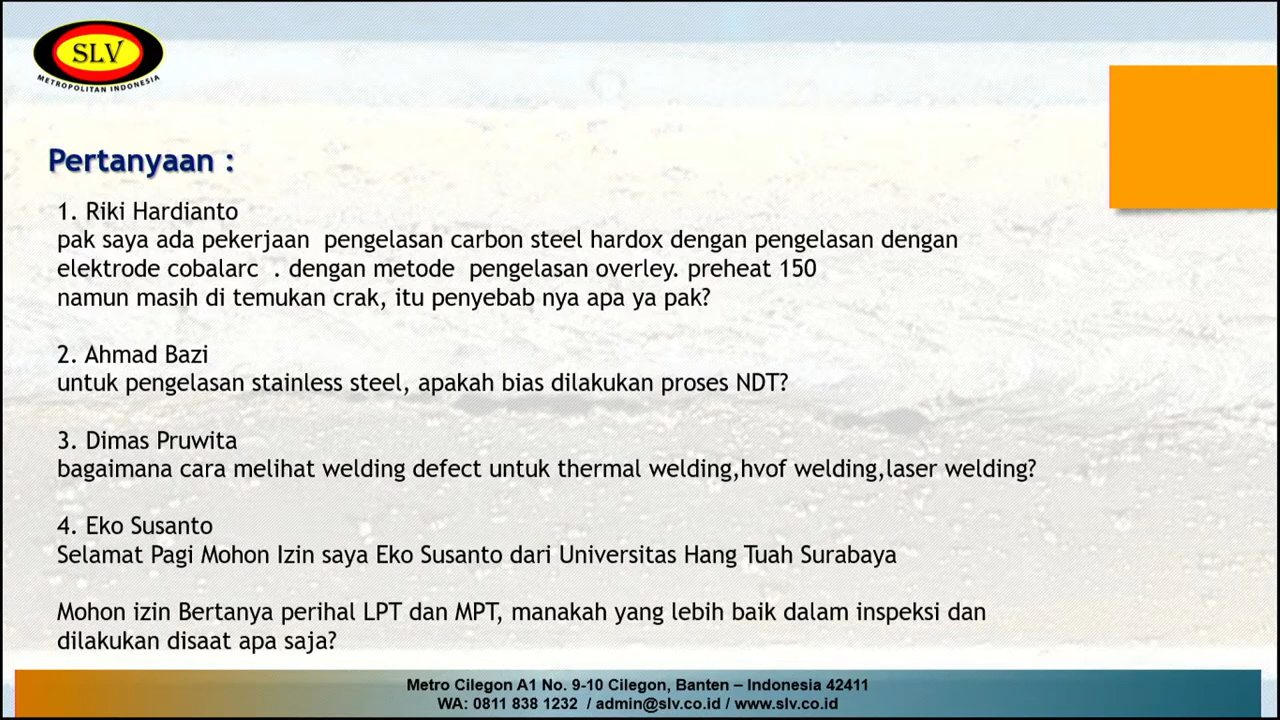 SLV
METROPOLITAN INDONESIA
Pertanyaan :
1. Riki Hardianto
pak saya ada pekerjaan pengelasan carbon steel hardox dengan pengelasan dengan
elektrode cobalarc . dengan metode pengelasan overley. preheat 150
namun masih di temukan crak, itu penyebab nya apa ya pak?
2. Ahmad Bazi
untuk pengelasan stainless steel, apakah bias dilakukan proses NDT?
3. Dimas Pruwita
bagaimana cara melihat welding defect untuk thermal welding,hvof welding,laser welding?
4. Eko Susanto
Selamat Pagi Mohon Izin saya Eko Susanto dari Universitas Hang Tuah Surabaya
Mohon izin Bertanya perihal LPT dan MPT, manakah yang lebih baik dalam inspeksi dan
dilakukan disaat apa saja?
Metro Cilegon A1 No. 9-10 Cilegon, Banten – Indonesia 42411
WA: 0811 838 1232 / admin@slv.co.id / www.slv.co.id